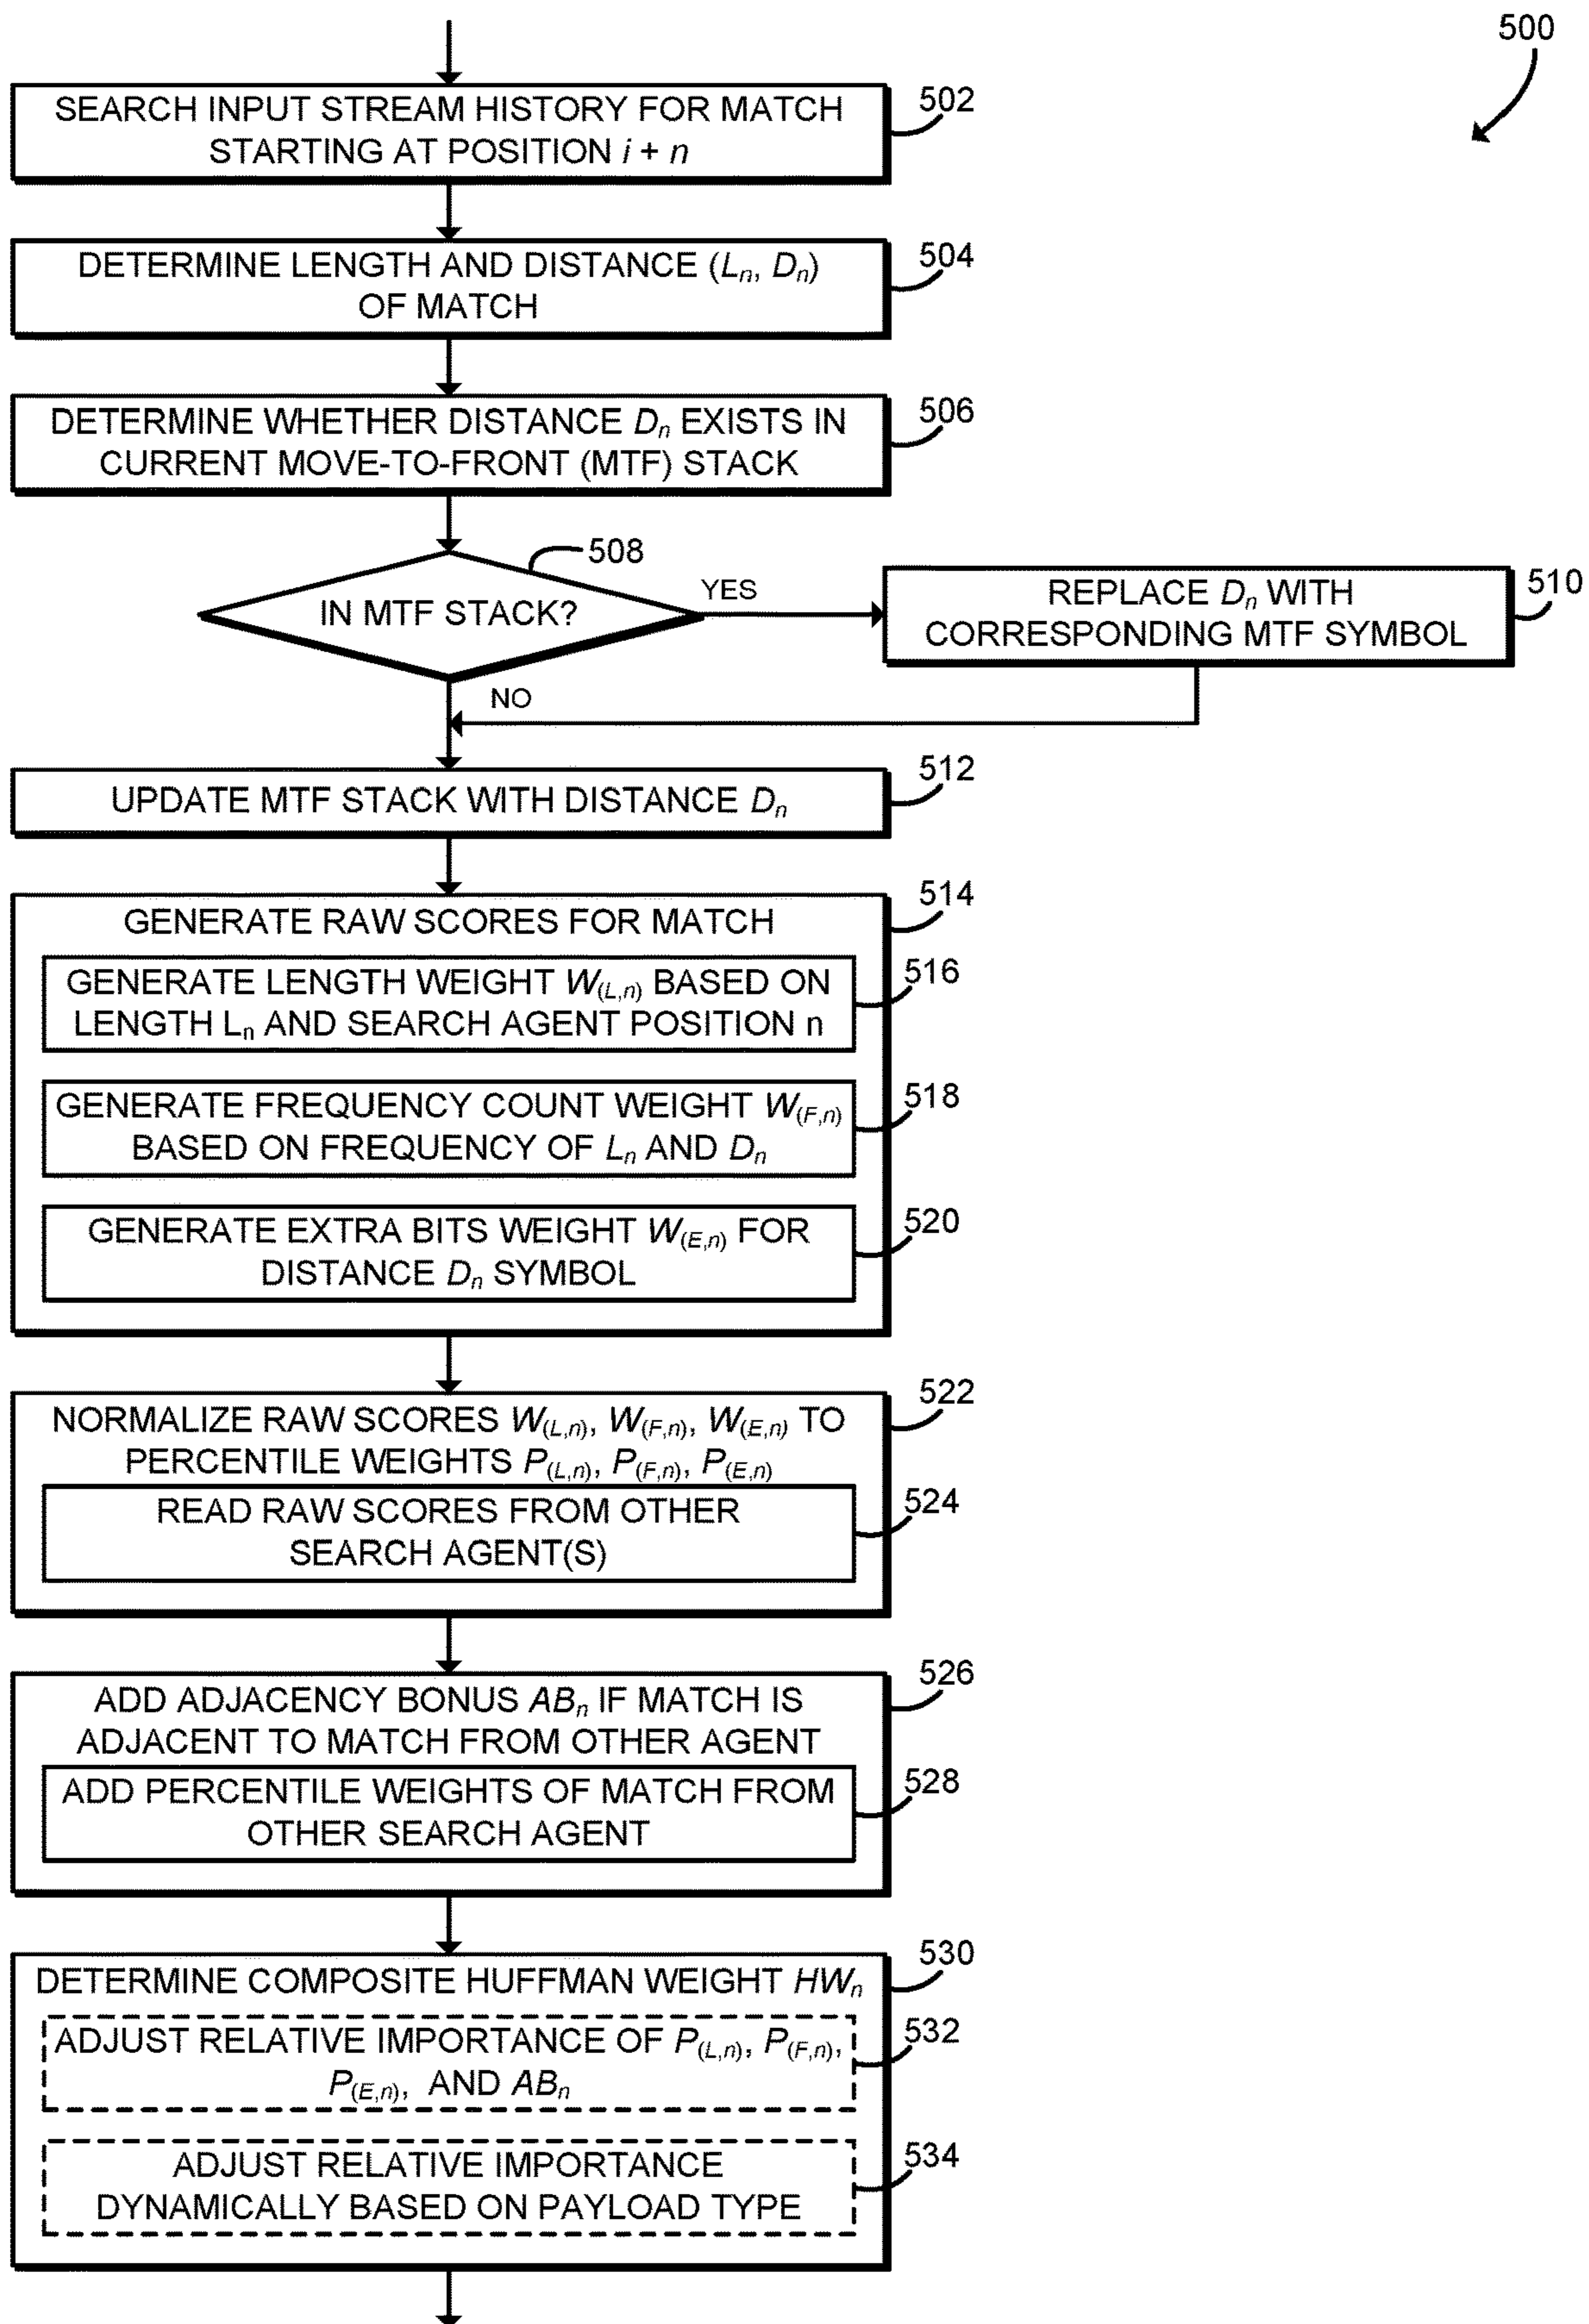 500
SEARCH INPUT STREAM HISTORY FOR MATCH
STARTING AT POSITION i + n
502
DETERMINE LENGTH AND DISTANCE (Ln, Dn)
OF MATCH
504
DETERMINE WHETHER DISTANCE Dn EXISTS IN
CURRENT MOVE-TO-FRONT (MTF) STACK
506
IN MTF STACK?
508
YES
REPLACE Dn WITH
CORRESPONDING MTF SYMBOL
510
NO
UPDATE MTF STACK WITH DISTANCE Dn
512
GENERATE RAW SCORES FOR MATCH
514
GENERATE LENGTH WEIGHT W(L,n) BASED ON
LENGTH Ln AND SEARCH AGENT POSITION n
516
GENERATE FREQUENCY COUNT WEIGHT W(F,n)
BASED ON FREQUENCY OF Ln AND Dn
518
GENERATE EXTRA BITS WEIGHT W(E,n) FOR
DISTANCE Dn SYMBOL
520
NORMALIZE RAW SCORES W(L,n), W(F,n), W(E,n) TO
PERCENTILE WEIGHTS P(L,n), P(F,n), P(E,n)
522
READ RAW SCORES FROM OTHER
SEARCH AGENT(S)
524
ADD ADJACENCY BONUS ABn IF MATCH IS
ADJACENT TO MATCH FROM OTHER AGENT
526
ADD PERCENTILE WEIGHTS OF MATCH FROM
OTHER SEARCH AGENT
528
DETERMINE COMPOSITE HUFFMAN WEIGHT HWn
530
ADJUST RELATIVE IMPORTANCE OF P(L,n), P(F,n),
P(E,n), AND ABn
532
ADJUST RELATIVE IMPORTANCE
DYNAMICALLY BASED ON PAYLOAD TYPE
534